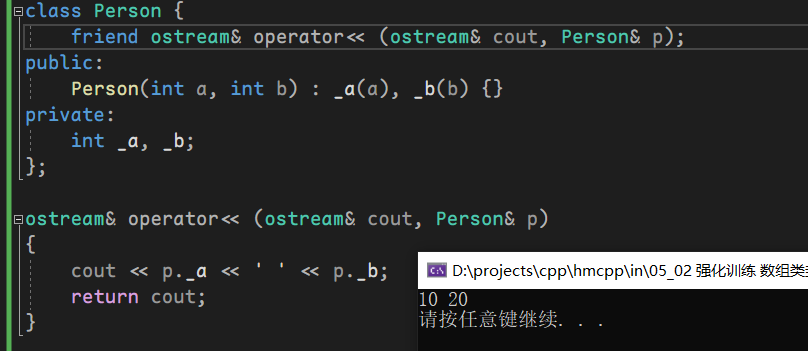 class Person {
friend ostream& operator<< (ostream& cout, Person& p);
public:
Person(int a, int b) : _a(a), _b(b) {}
private:
int _a, _b;
};
ostream& operator<< (ostream& cout, Person& p)
{
cout << p._a << ' ' << p._b;
return cout;
}
D:\projects\cpp\hmcpp\in\05_02 强化训练 数组类
10 20
请按任意键继续. . .